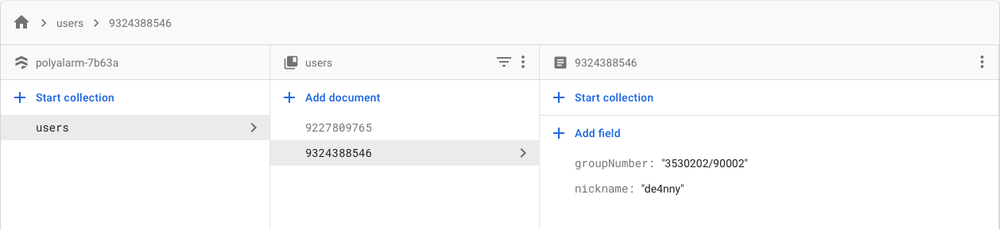 users 9324388546
polyalarm-7b63a
Start collection
users
users
Add document
9227809765
9324388546
9324388546
Start collection
Add field
groupNumber: "3530202/90002"
nickname: "de4nny"